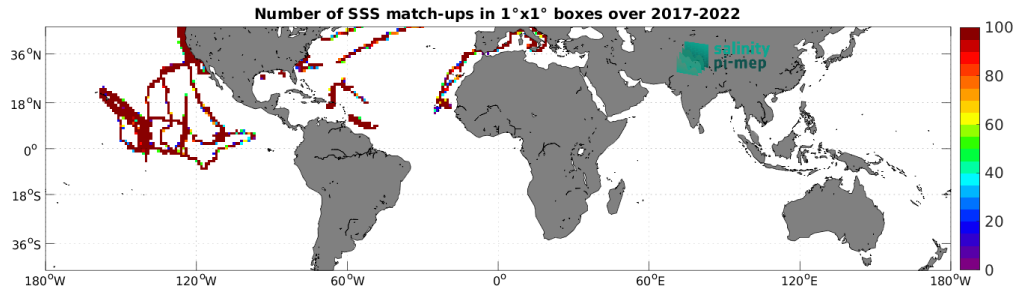 Number of SSS match-ups in 1°x1° boxes over 2017-2022
36°N
18°N
0°
18°S
36°S
180°W
120°W
60°W
0°
60°E
120°E
180°W
100
80
60
40
20
0
salinity
pi-mep